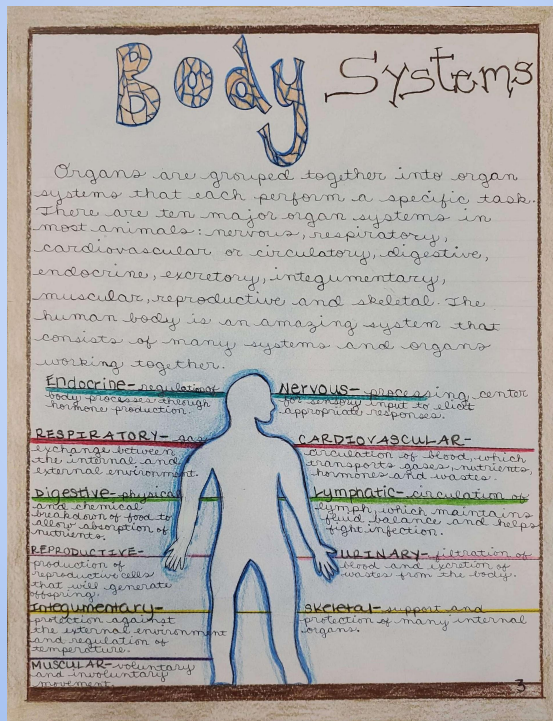 Body Systems
Organs are grouped together into organ
systems that each perform a specific task.
There are ten major organ systems in
most animals: nervous, respiratory,
cardiovascular or circulatory, digestive,
endocrine, excretory, integumentary,
muscular, reproductive and skeletal. The
human body is an amazing system that
consists of many systems and organs
working together.
Endocrine- regulation of
body processes through
hormone production.
Nervous- processing center
for sensory input to elicit
appropriate responses.
RESPIRATORY- gas
exchange between
the internal and
external environment.
CARDIOVASCULAR-
circulation of blood, which
transports gases, nutrients,
hormones and wastes.
Digestive- physical
and chemical
breakdown of food to
allow absorption of
nutrients.
Lymphatic- circulation of
lymph, which maintains
fluid balance and helps
fight infection.
REPRODUCTIVE-
production of
reproductive cells
that will generate
offspring.
URINARY- filtration of
blood and excretion of
wastes from the body.
Integumentary-
protection against
the external environment
and regulation of
temperature.
Skeletal- support and
protection of many internal
organs.
MUSCULAR- voluntary
and involuntary
movement.
3